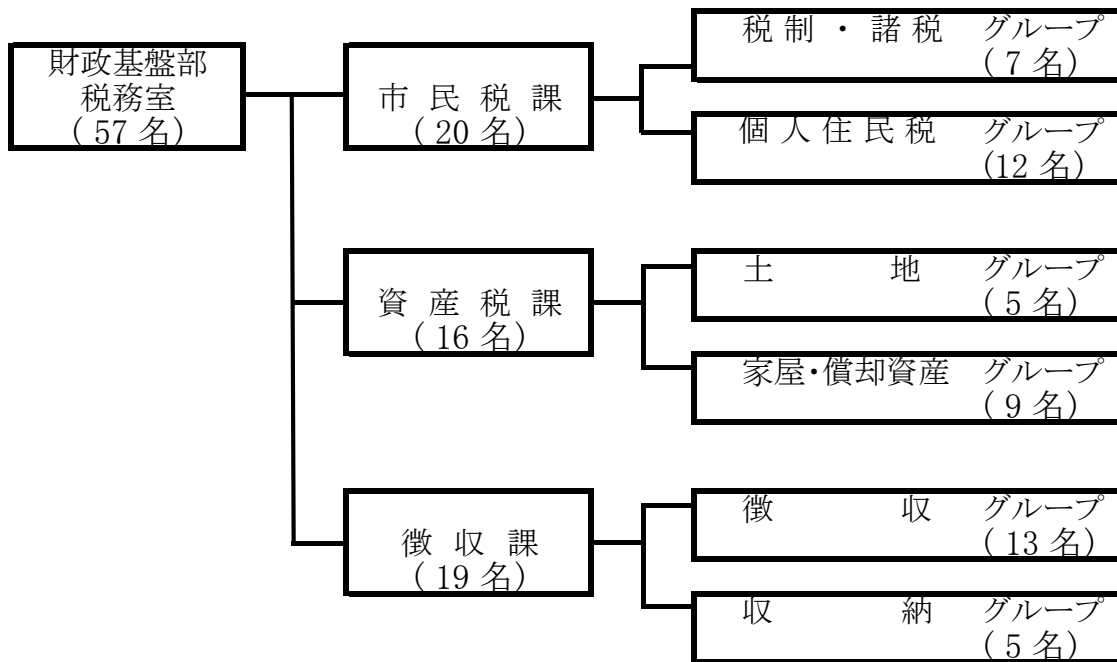 財政基盤部
税務室
( 57 名)
市 民 税 課
( 20 名)
税 制 ・ 諸 税 グループ
( 7 名)
個 人 住 民 税 グループ
(12 名)
資 産 税 課
( 16 名)
土 地 グループ
( 5 名)
家屋・償却資産 グループ
( 9 名)
徴 収 課
( 19 名)
徴 収 グループ
( 13 名)
収 納 グループ
( 5 名)